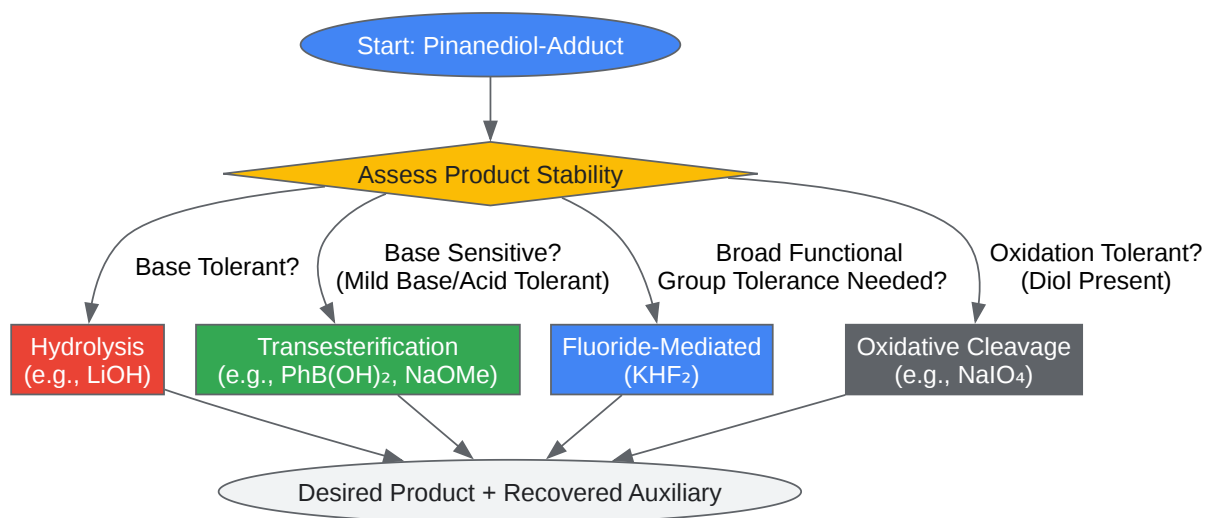 Start: Pinanediol-Adduct
Assess Product Stability
Base Tolerant?
Base Sensitive?
(Mild Base/Acid Tolerant)
Broad Functional
Group Tolerance Needed?
Oxidation Tolerant?
(Diol Present)
Hydrolysis
(e.g., LiOH)
Transesterification
(e.g., PhB(OH)₂, NaOMe)
Fluoride-Mediated
(KHF₂)
Oxidative Cleavage
(e.g., NaIO₄)
Desired Product + Recovered Auxiliary